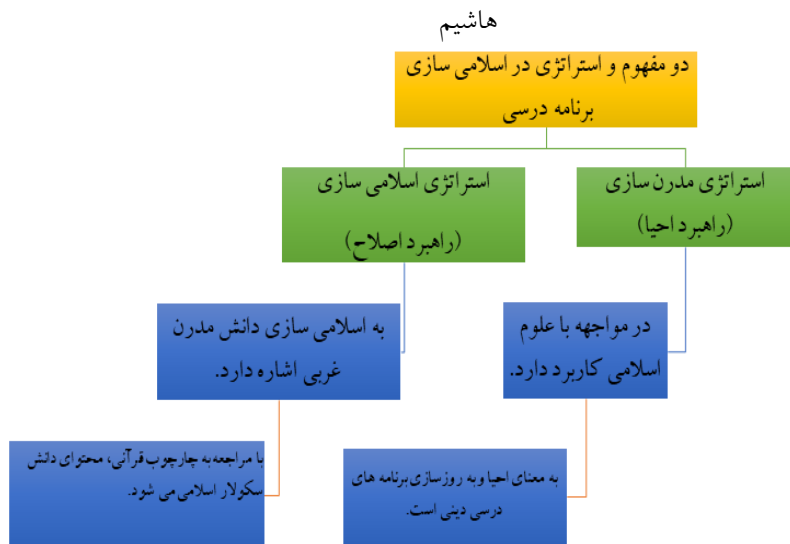 هاشیم
دو مفهوم و استراتژی در اسلامی سازی
برنامه درسی
استراتژی مدرن سازی
(راهبرد احیا)
استراتژی اسلامی سازی
(راهبرد اصلاح)
در مواجهه با علوم
اسلامی کاربرد دارد.
به اسلامی سازی دانش مدرن
غربی اشاره دارد.
به معنای احیا و به روز سازی برنامه های
درسی دینی است.
با مراجعه به چارچوب قرآنی، محتوای دانش
سکولار اسلامی می شود.